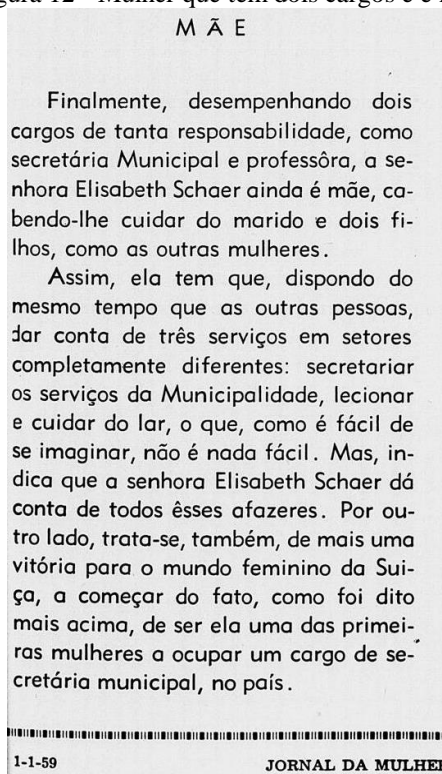 M Ã E
Finalmente, desempenhando dois
cargos de tanta responsabilidade, como
secretária Municipal e professôra, a se-
nhora Elisabeth Schaer ainda é mãe, ca-
bendo-lhe cuidar do marido e dois fi-
lhos, como as outras mulheres.
Assim, ela tem que, dispondo do
mesmo tempo que as outras pessoas,
dar conta de três serviços em setores
completamente diferentes: secretariar
os serviços da Municipalidade, lecionar
e cuidar do lar, o que, como é fácil de
se imaginar, não é nada fácil. Mas, in-
dica que a senhora Elisabeth Schaer dá
conta de todos êsses afazeres. Por ou-
tro lado, trata-se, também, de mais uma
vitória para o mundo feminino da Sui-
ça, a começar do fato, como foi dito
mais acima, de ser ela uma das primei-
ras mulheres a ocupar um cargo de se-
cretária municipal, no país.
1-1-59 JORNAL DA MULHE